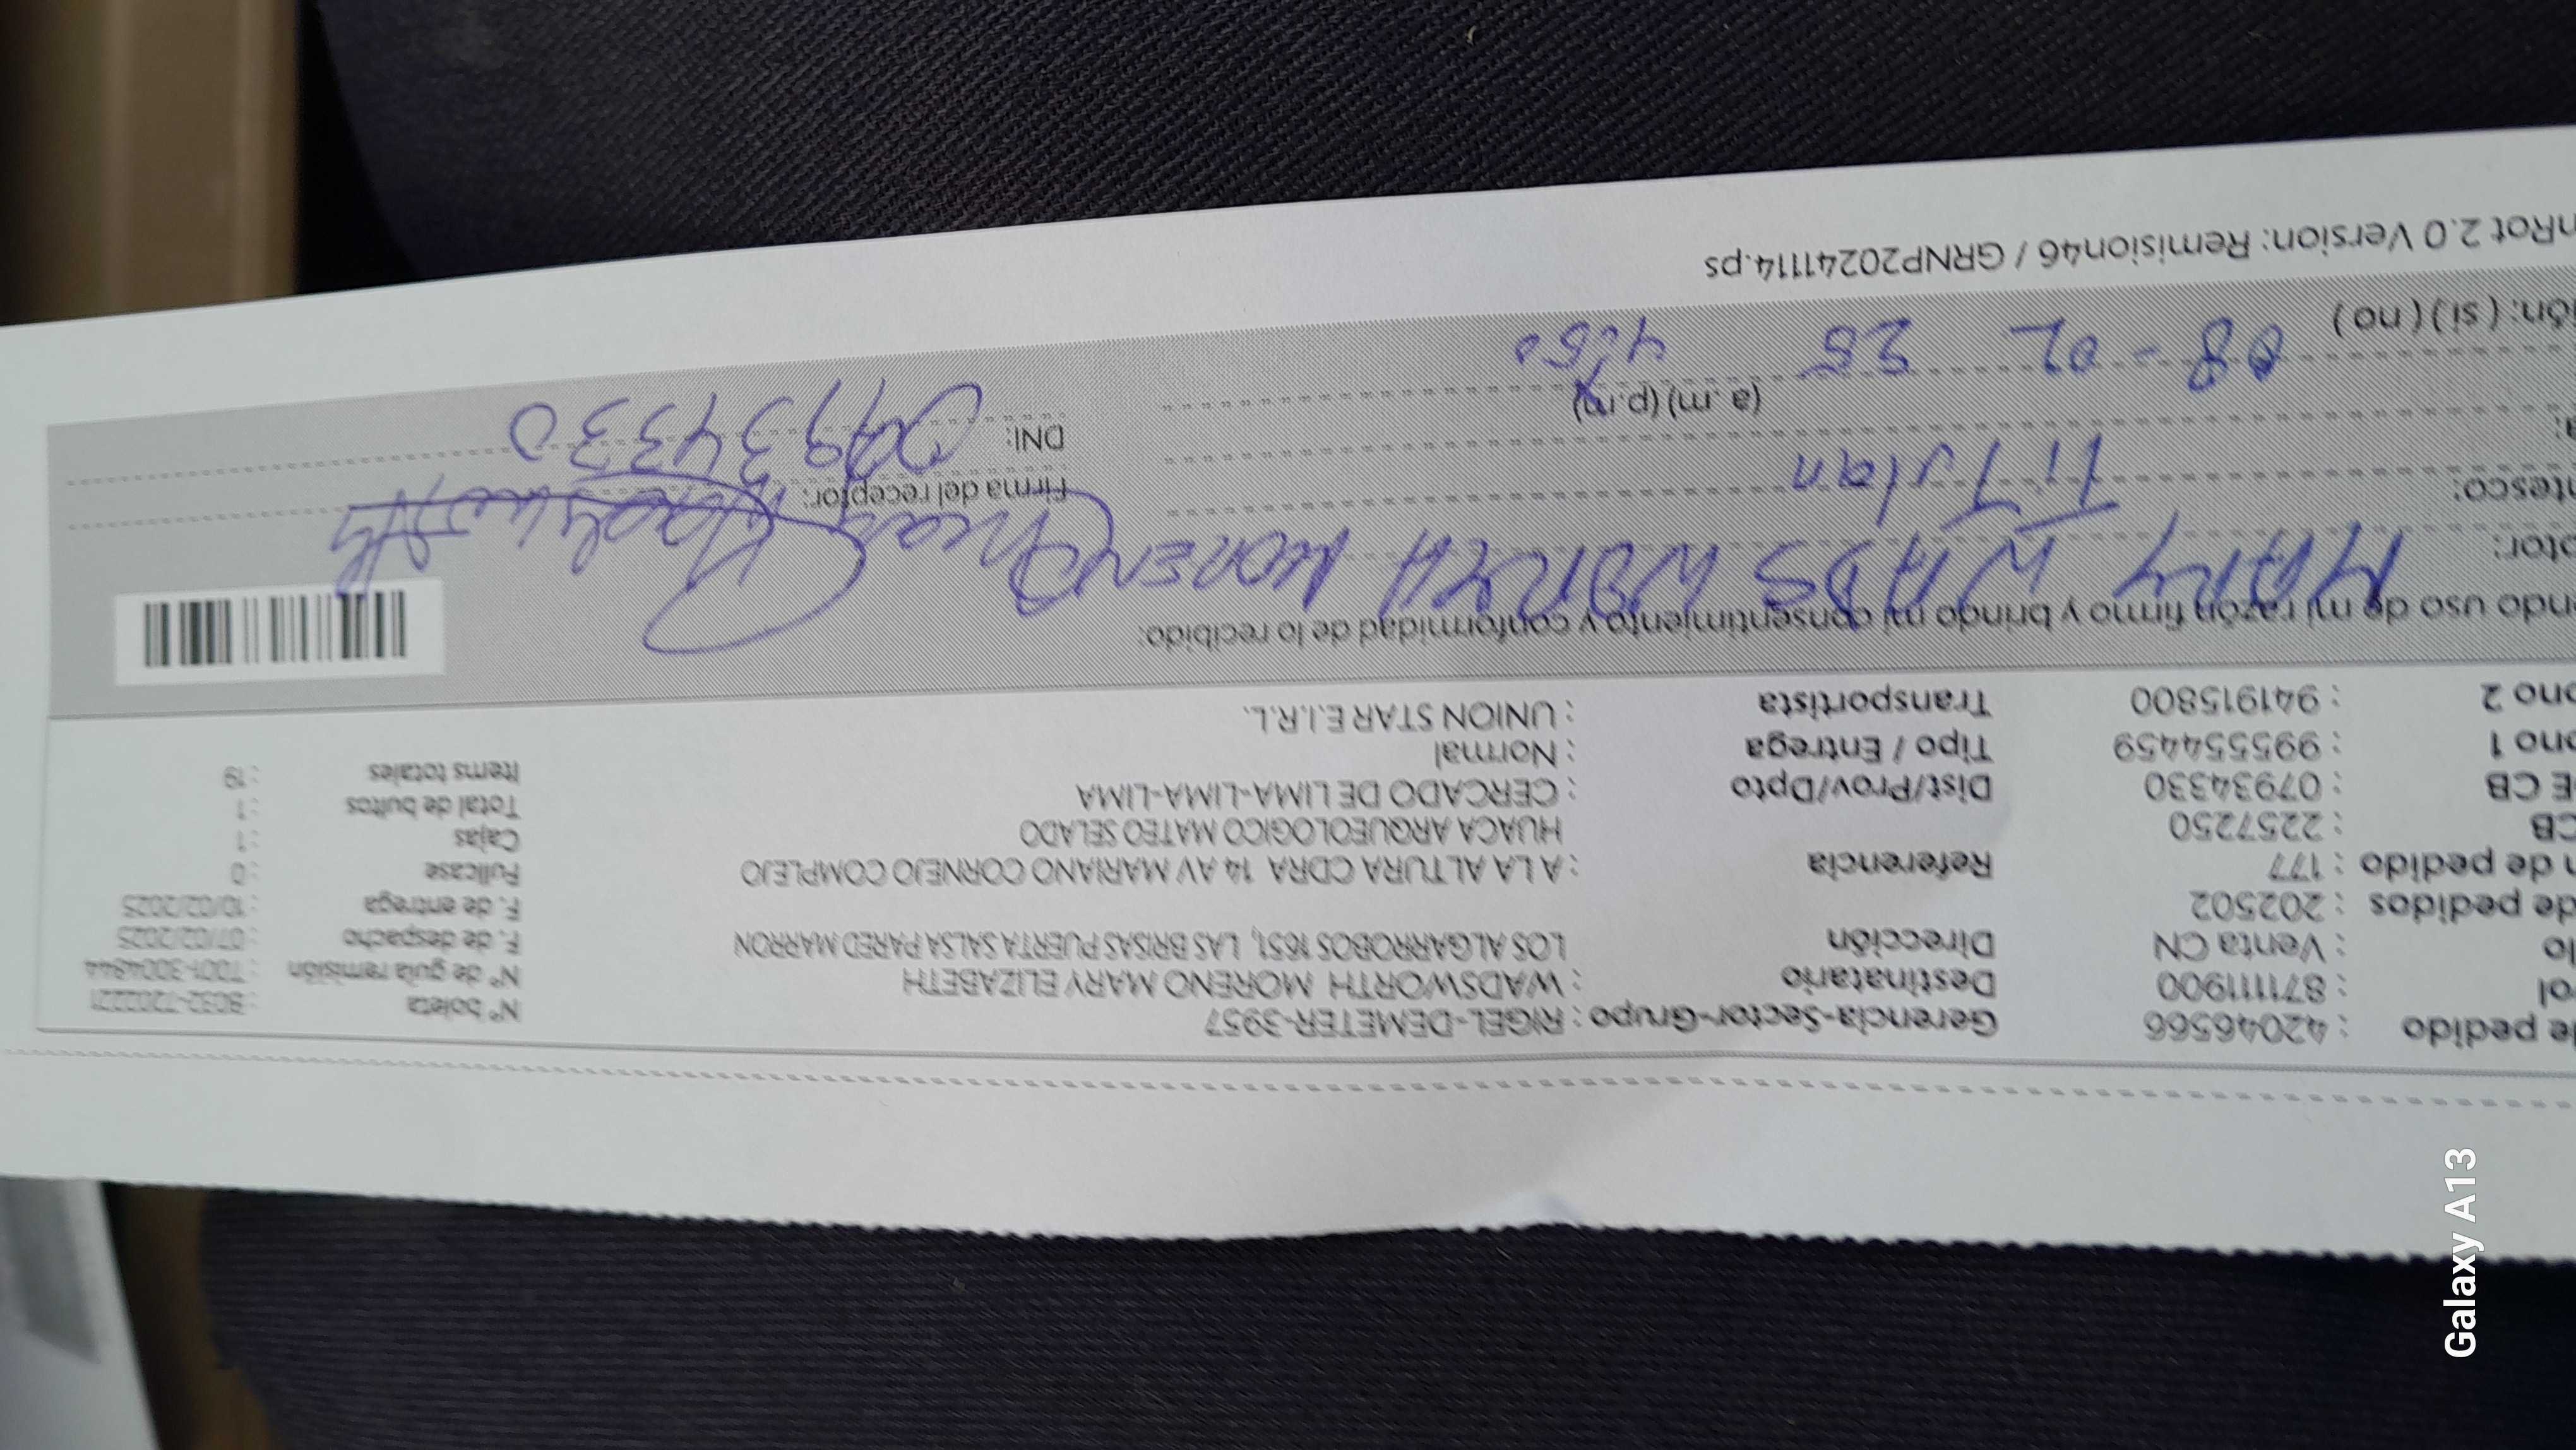 de pedido : 42046566 Gerencia-Sector-Grupo : RIGEL-DEMETER-3957 N° boleta : B032-7202221
ol : 871111900 Destinatario : WADSWORTH MORENO MARY ELIZABETH N° de guía remisión : T001-3004844
lo : Venta CN Dirección LOS ALGARROBOS 1651, LAS BRISAS PUERTA SALSA PARED MARRON F. de despacho : 07/02/2025
de pedidos : 202502 F. de entrega : 10/02/2025
n de pedido : 177 Referencia : A LA ALTURA CDRA 14 AV MARIANO CORNEJO COMPLEJO Fullcase : 0
CB : 2257250 HUACA ARQUEOLOGICO MATEO SELADO Cajas : 1
E CB : 07934330 Dist/Prov/Dpto : CERCADO DE LIMA-LIMA-LIMA Total de bultos : 1
ono 1 : 995554459 Tipo / Entrega : Normal Items totales : 19
ono 2 : 941915800 Transportista : UNION STAR E.I.R.L.
endo uso de mi razón firmo y brindo mi consentimiento y conformidad de lo recibido:
ptor: MARY WADSWORTH MORENO
ntesco: TiTular Firma del receptor:
a: (a.m) (p.m) DNI: 07934330
ión: (si) (no) 08 - 02 25 4:50
nRot 2.0 Version: Remision46 / GRNP20241114.ps
Galaxy A13